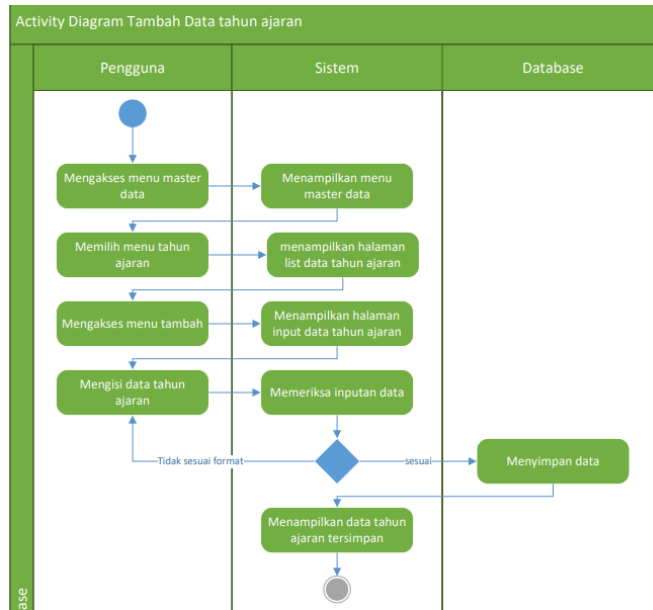 Activity Diagram Tambah Data tahun ajaran
Pengguna
Sistem
Database
Mengakses menu master
data
Menampilkan menu
master data
Memilih menu tahun
ajaran
menampilkan halaman
list data tahun ajaran
Mengakses menu tambah
Menampilkan halaman
input data tahun ajaran
Mengisi data tahun
ajaran
Memeriksa inputan data
Tidak sesuai format
sesuai
Menyimpan data
Menampilkan data tahun
ajaran tersimpan
ase